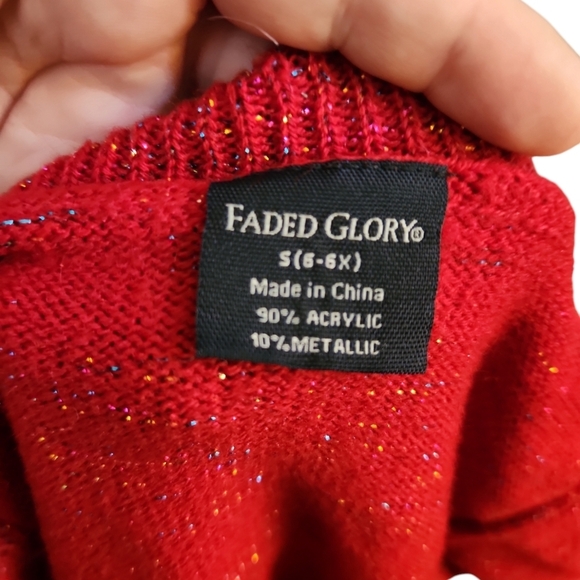 FADED GLORY®
S(6-6X)
Made in China
90% ACRYLIC
10% METALLIC